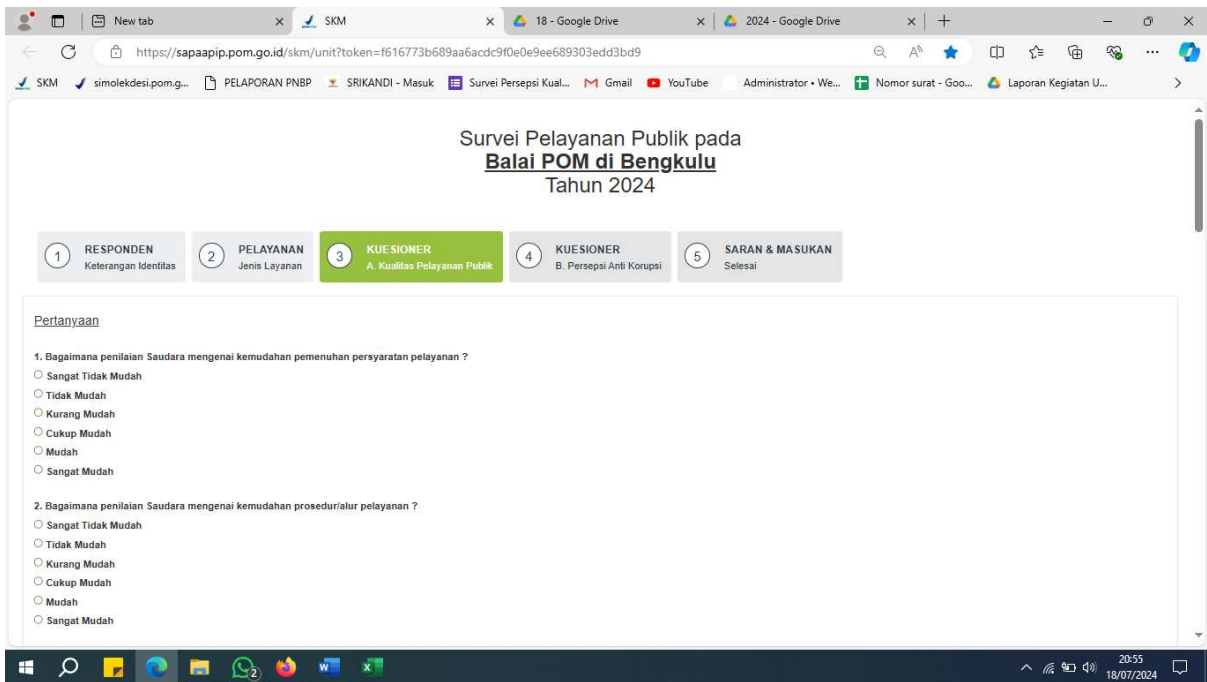 New tab
SKM
18 - Google Drive
2024 - Google Drive
https://sapaapip.pom.go.id/skm/unit?token=f616773b689aa6acdc9f0e0e9ee689303edd3bd9
SKM
simolekdesi.pom.g...
PELAPORAN PNBP
SRIKANDI - Masuk
Survei Persepsi Kual...
Gmail
YouTube
Administrator • We...
Nomor surat - Goo...
Laporan Kegiatan U...
Survei Pelayanan Publik pada
Balai POM di Bengkulu
Tahun 2024
1
RESPONDEN
Keterangan Identitas
2
PELAYANAN
Jenis Layanan
3
KUESIONER
A. Kualitas Pelayanan Publik
4
KUESIONER
B. Persepsi Anti Korupsi
5
SARAN & MASUKAN
Selesai
Pertanyaan
1. Bagaimana penilaian Saudara mengenai kemudahan pemenuhan persyaratan pelayanan ?
Sangat Tidak Mudah
Tidak Mudah
Kurang Mudah
Cukup Mudah
Mudah
Sangat Mudah
2. Bagaimana penilaian Saudara mengenai kemudahan prosedur/alur pelayanan ?
Sangat Tidak Mudah
Tidak Mudah
Kurang Mudah
Cukup Mudah
Mudah
Sangat Mudah
2
20:55
18/07/2024